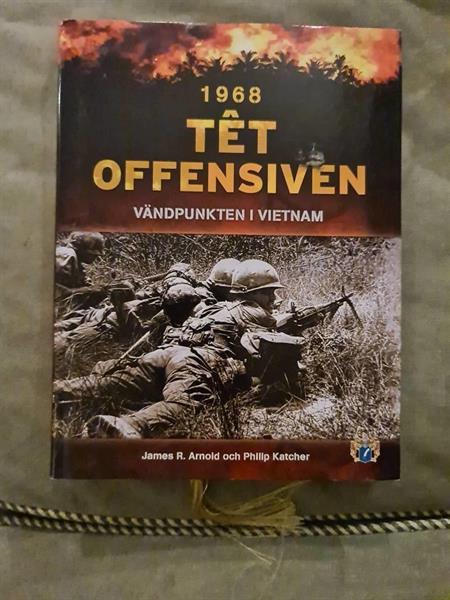 1968
TÊT
OFFENSIVEN
VÄNDPUNKTEN I VIETNAM
James R. Arnold och Philip Katcher